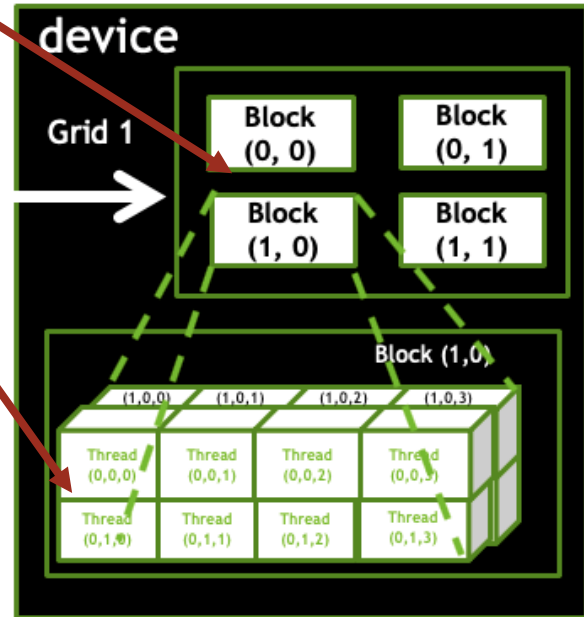 device
Grid 1
Block
(0, 0)
Block
(0, 1)
Block
(1, 0)
Block
(1, 1)
Block (1,0)
(1,0,0) (1,0,1) (1,0,2) (1,0,3)
Thread
(0,0,0)
Thread
(0,0,1)
Thread
(0,0,2)
Thread
(0,0,3)
Thread
(0,1,0)
Thread
(0,1,1)
Thread
(0,1,2)
Thread
(0,1,3)